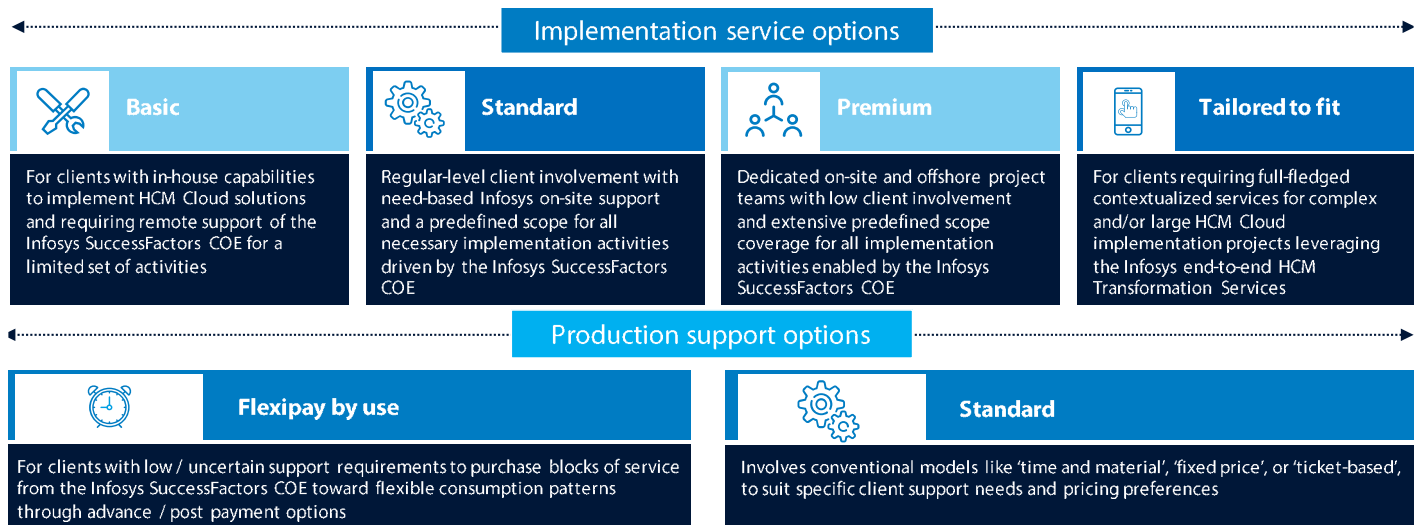 Implementation service options
Basic
For clients with in-house capabilities
to implement HCM Cloud solutions
and requiring remote support of the
Infosys SuccessFactors COE for a
limited set of activities
Standard
Regular-level client involvement with
need-based Infosys on-site support
and a predefined scope for all
necessary implementation activities
driven by the Infosys SuccessFactors
COE
Premium
Dedicated on-site and offshore project
teams with low client involvement
and extensive predefined scope
coverage for all implementation
activities enabled by the Infosys
SuccessFactors COE
Tailored to fit
For clients requiring full-fledged
contextualized services for complex
and/or large HCM Cloud
implementation projects leveraging
the Infosys end-to-end HCM
Transformation Services
Production support options
Flexipay by use
For clients with low / uncertain support requirements to purchase blocks of service
from the Infosys SuccessFactors COE toward flexible consumption patterns
through advance / post payment options
Standard
Involves conventional models like ‘time and material’, ‘fixed price’, or ‘ticket-based’,
to suit specific client support needs and pricing preferences